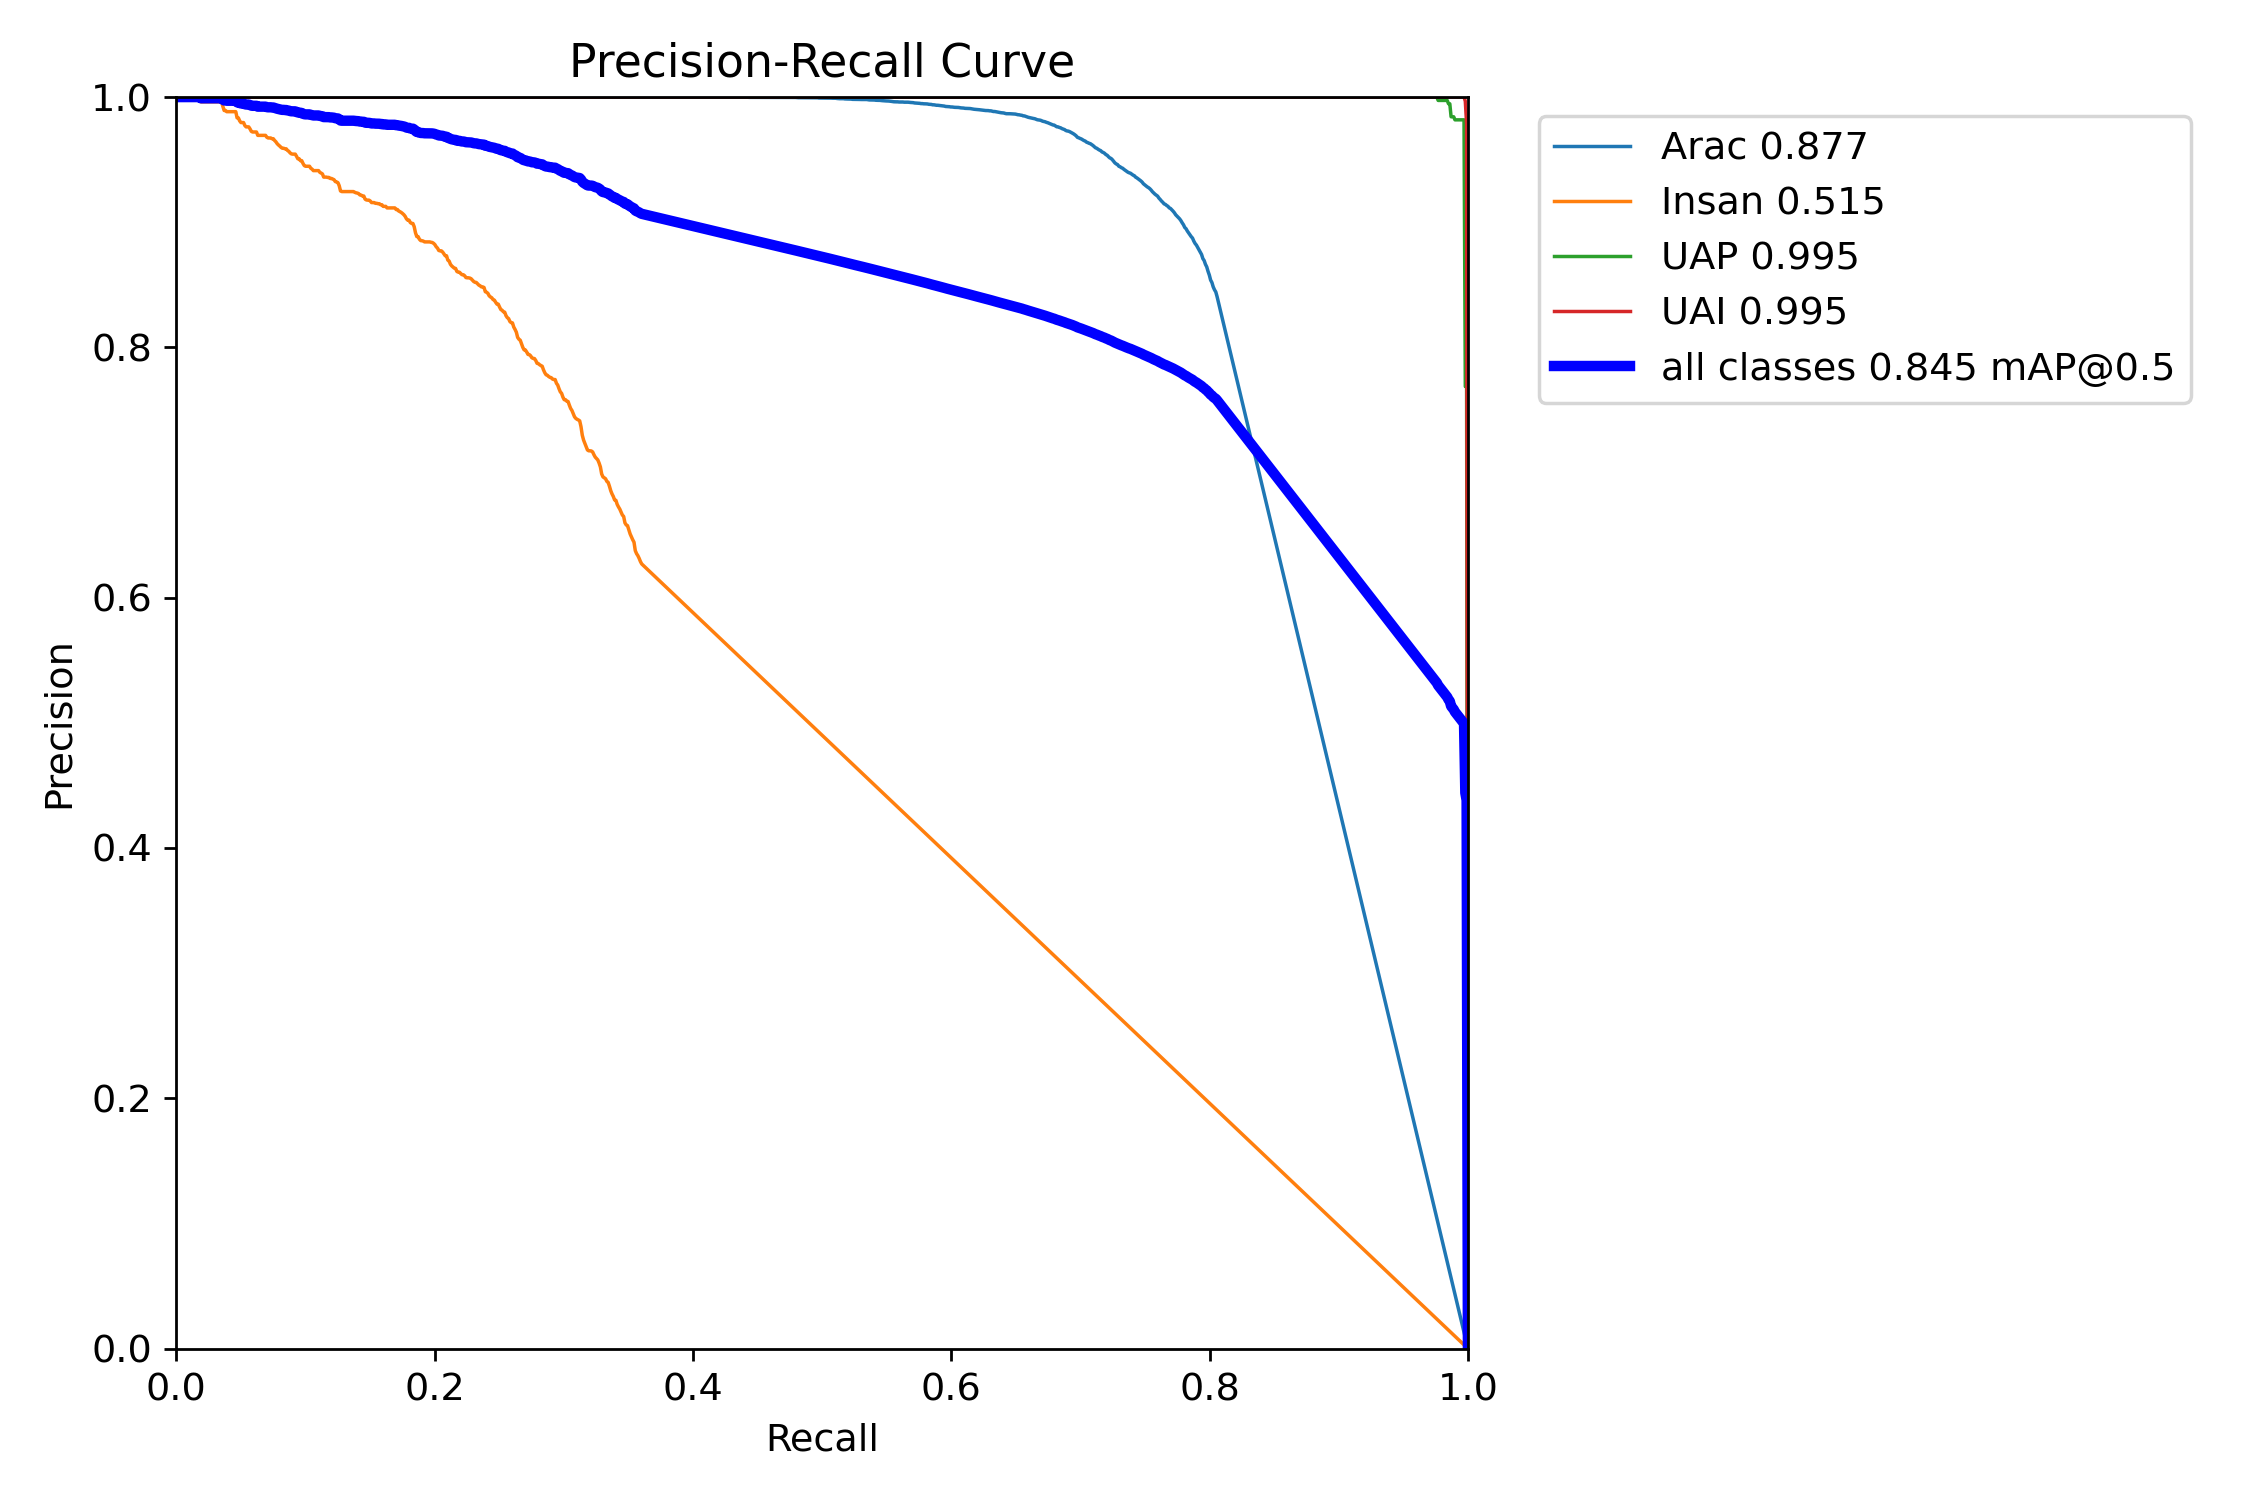 Precision-Recall Curve
1.0
0.8
0.6
0.4
0.2
0.0
Precision
0.0 0.2 0.4 0.6 0.8 1.0
Recall
Arac 0.877
Insan 0.515
UAP 0.995
UAI 0.995
all classes 0.845 mAP@0.5